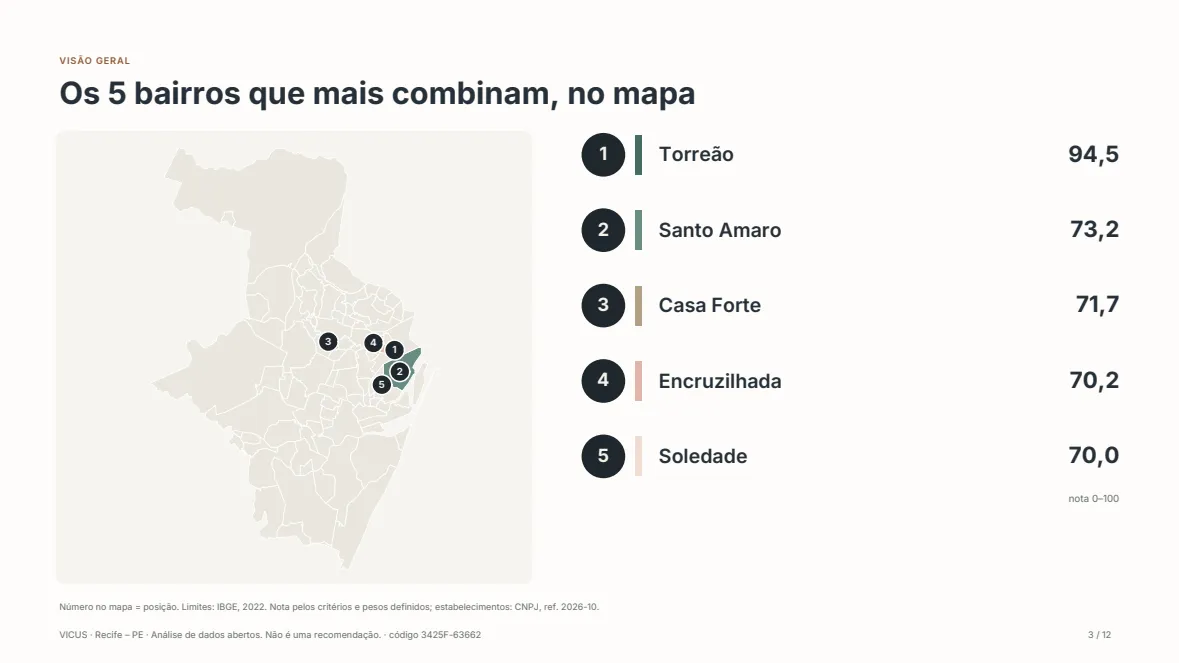 VISÃO GERAL
Os 5 bairros que mais combinam, no mapa
3
4
1
2
5
1 Torreão 94,5
2 Santo Amaro 73,2
3 Casa Forte 71,7
4 Encruzilhada 70,2
5 Soledade 70,0
nota 0–100
Número no mapa = posição. Limites: IBGE, 2022. Nota pelos critérios e pesos definidos; estabelecimentos: CNPJ, ref. 2026-10.
VICUS · Recife – PE · Análise de dados abertos. Não é uma recomendação. · código 3425F-63662
3 / 12